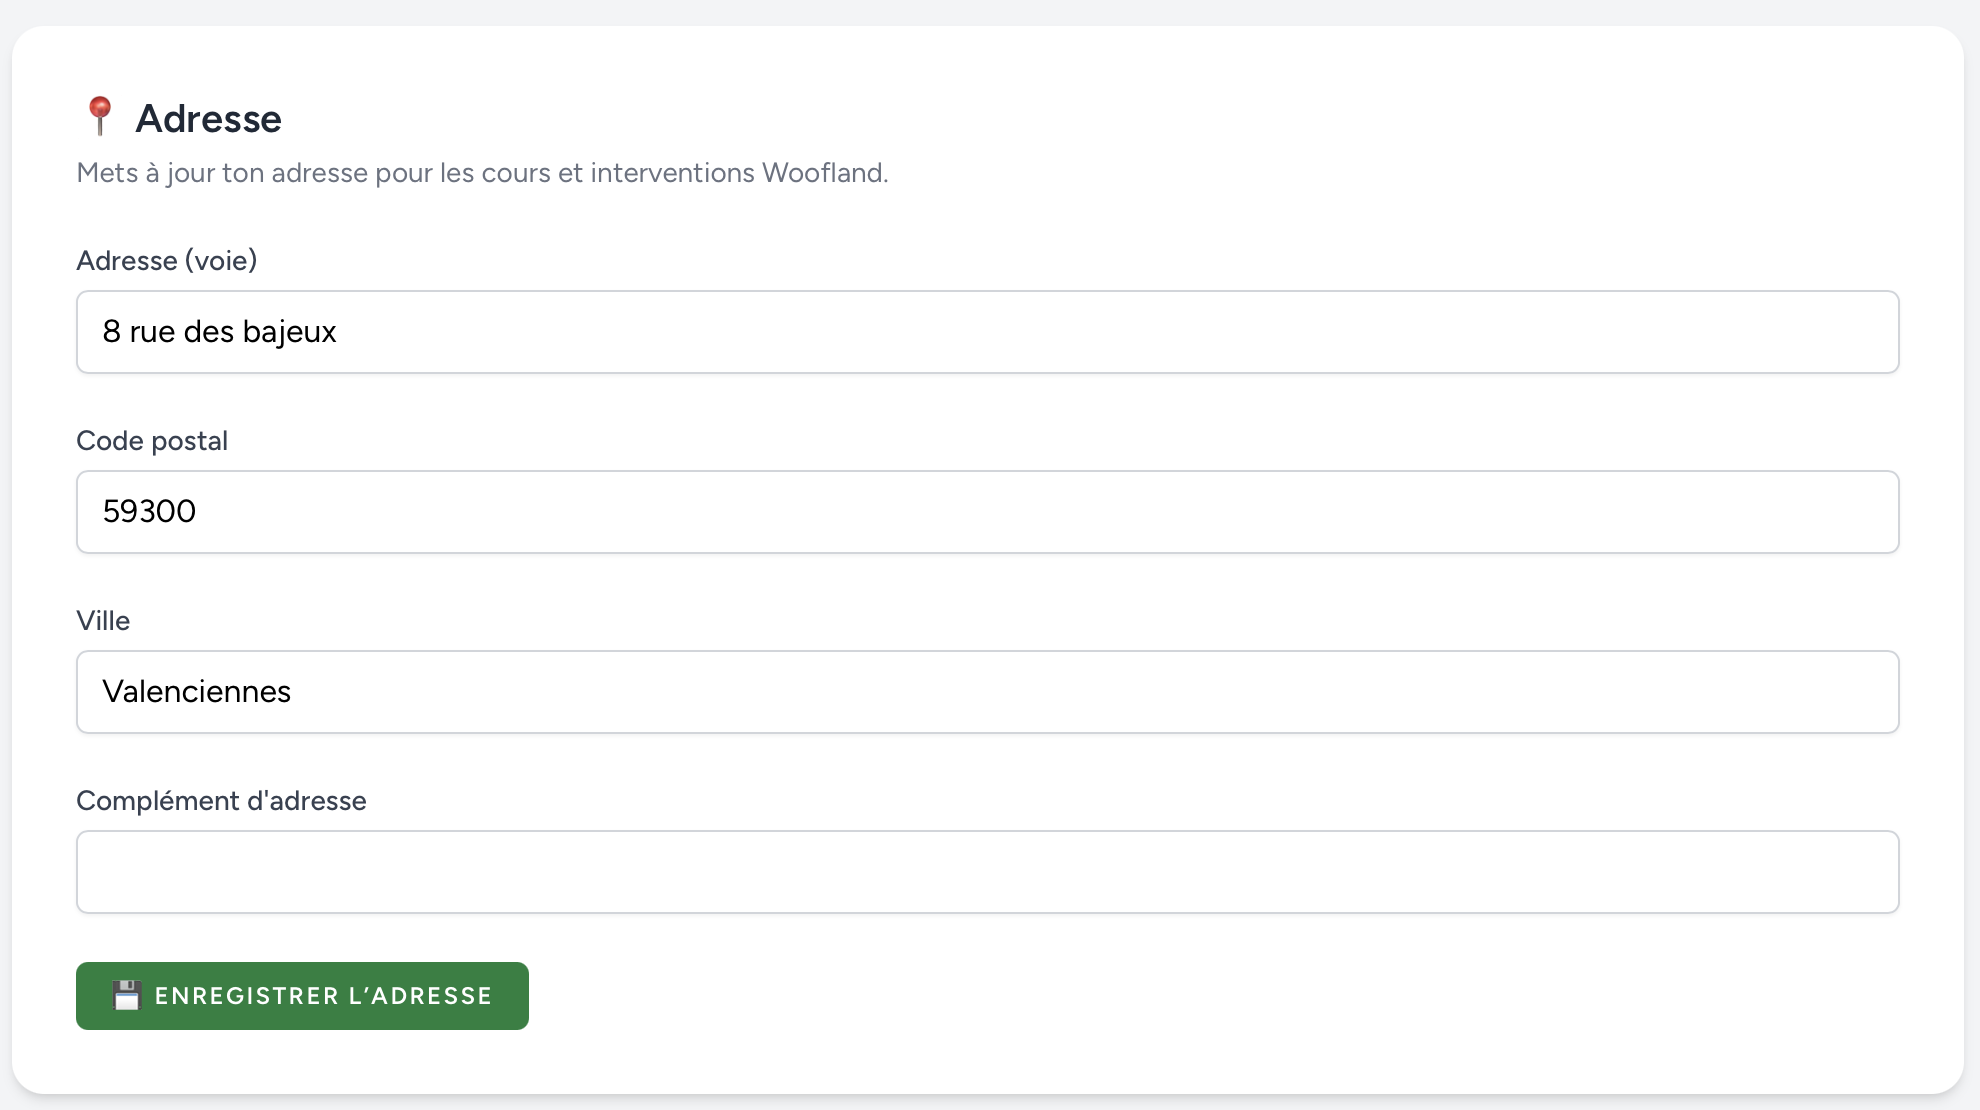 Adresse
Mets à jour ton adresse pour les cours et interventions Woofland.
Adresse (voie)
8 rue des bajeux
Code postal
59300
Ville
Valenciennes
Complément d'adresse
ENREGISTRER L’ADRESSE